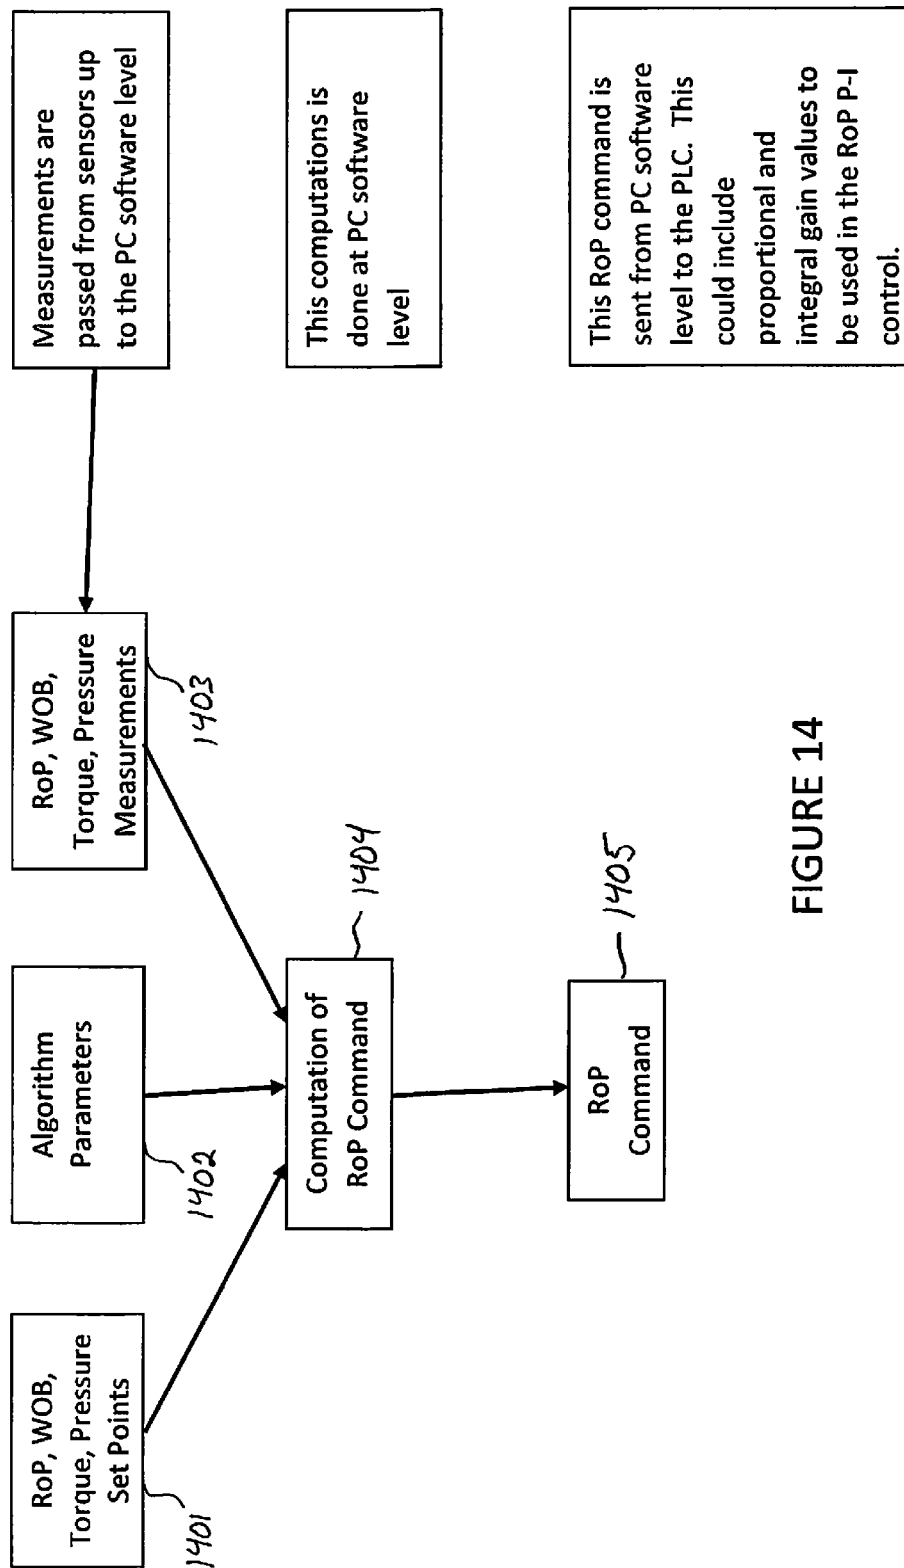 RoP, WOB,
Torque, Pressure
Set Points
1401
Algorithm
Parameters
1402
RoP, WOB,
Torque, Pressure
Measurements
1403
Measurements are
passed from sensors up
to the PC software level
Computation of
RoP Command
1404
This computations is
done at PC software
level
RoP
Command
1405
This RoP command is
sent from PC software
level to the PLC. This
could include
proportional and
integral gain values to
be used in the RoP P-I
control.
FIGURE 14